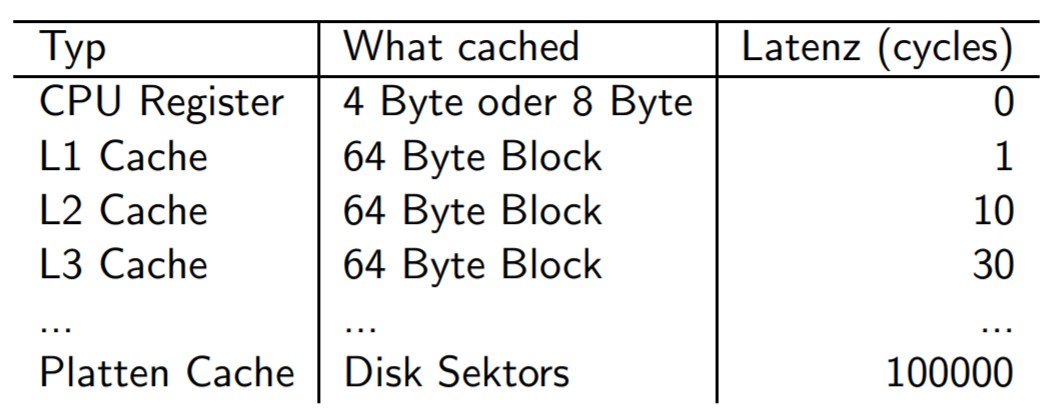 Typ What cached Latenz (cycles)
CPU Register 4 Byte oder 8 Byte 0
L1 Cache 64 Byte Block 1
L2 Cache 64 Byte Block 10
L3 Cache 64 Byte Block 30
... ... ...
Platten Cache Disk Sektors 100000